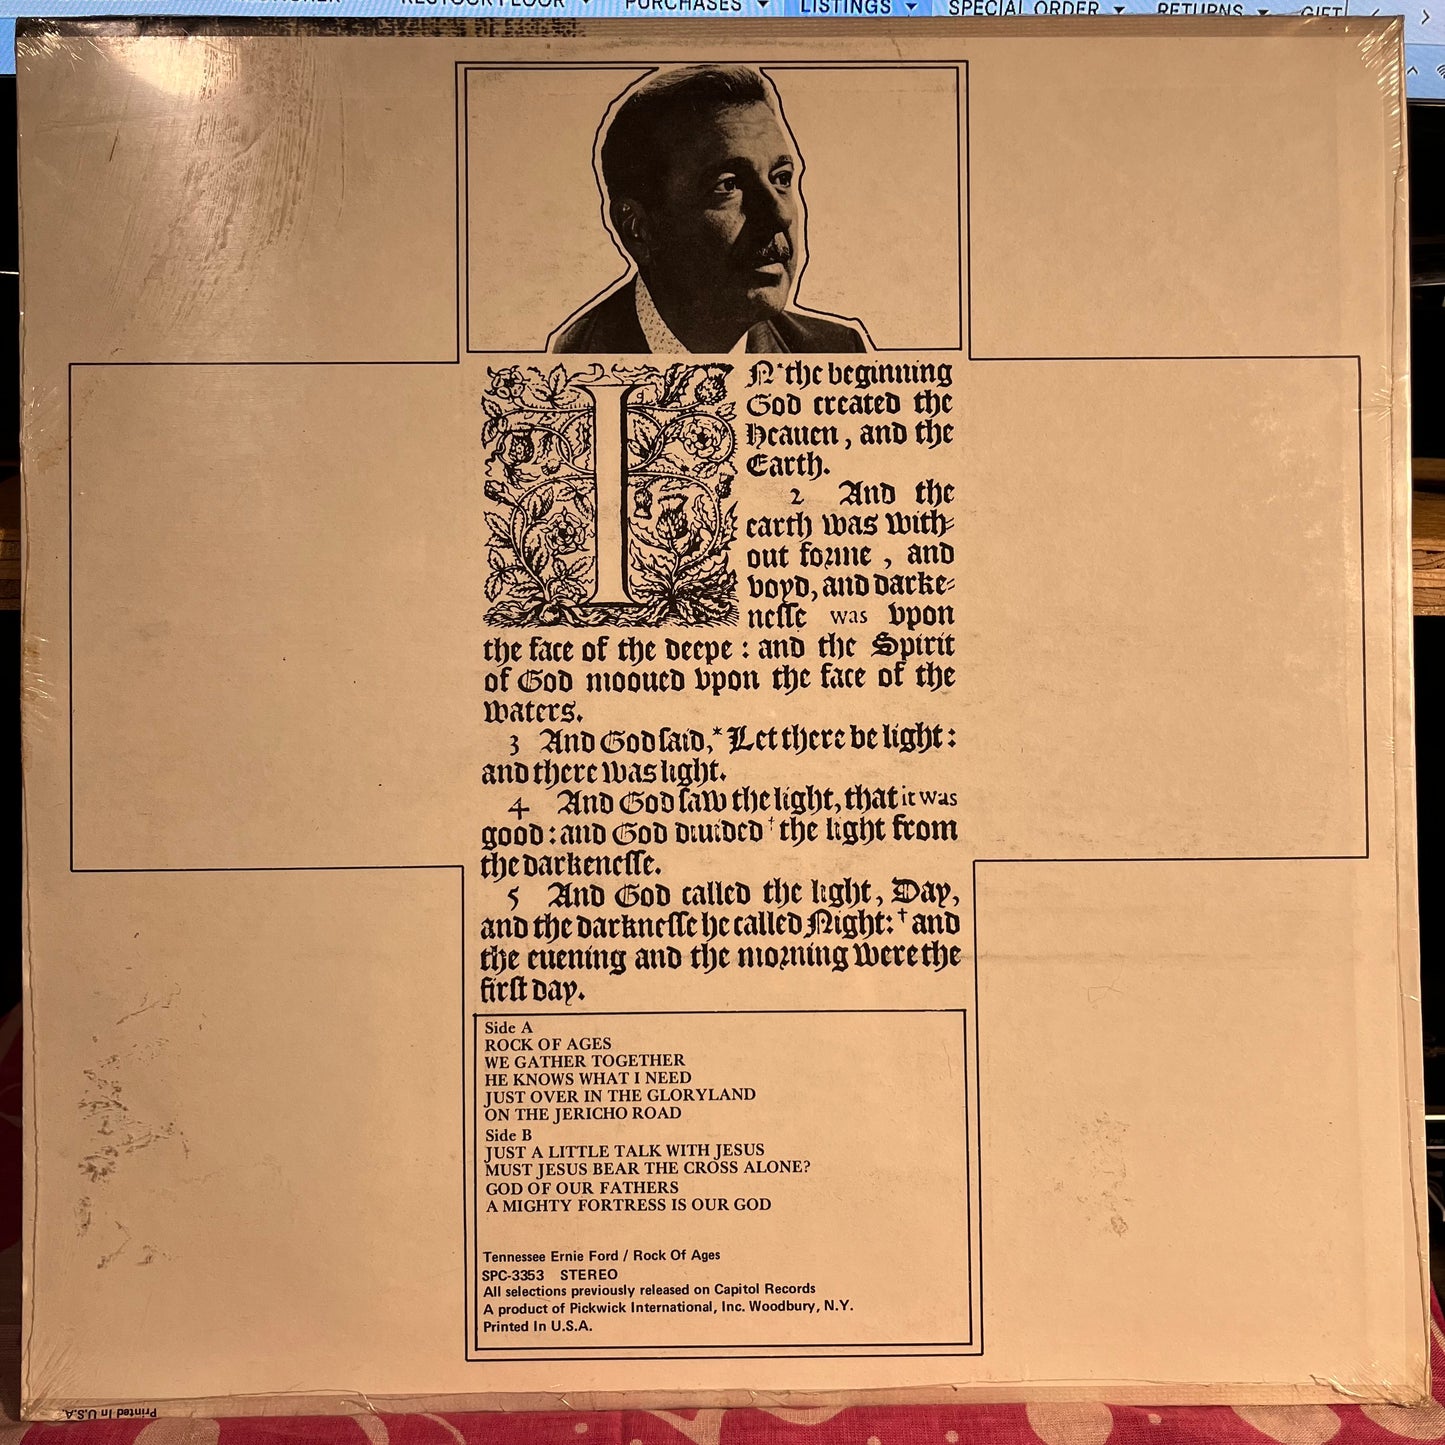 RESTOCK FLOOR PURCHASES LISTINGS SPECIAL ORDER RETURNS GIFT
IN * the beginning
God created the
Heauen, and the
Earth.
2 And the
earth was with-
out forme, and
voyd, and darke-
nesse was vpon
the face of the deepe: and the Spirit
of God mooued vpon the face of the
waters.
3 And God said, * Let there be light:
and there was light.
4 And God saw the light, that it was
good: and God diuided † the light from
the darkenesse.
5 And God called the light, Day,
and the darknesse he called Night: † and
the euening and the morning were the
first day.
Side A
ROCK OF AGES
WE GATHER TOGETHER
HE KNOWS WHAT I NEED
JUST OVER IN THE GLORYLAND
ON THE JERICHO ROAD
Side B
JUST A LITTLE TALK WITH JESUS
MUST JESUS BEAR THE CROSS ALONE?
GOD OF OUR FATHERS
A MIGHTY FORTRESS IS OUR GOD
Tennessee Ernie Ford / Rock Of Ages
SPC-3353 STEREO
All selections previously released on Capitol Records
A product of Pickwick International, Inc. Woodbury, N.Y.
Printed In U.S.A.
Printed In U.S.A.